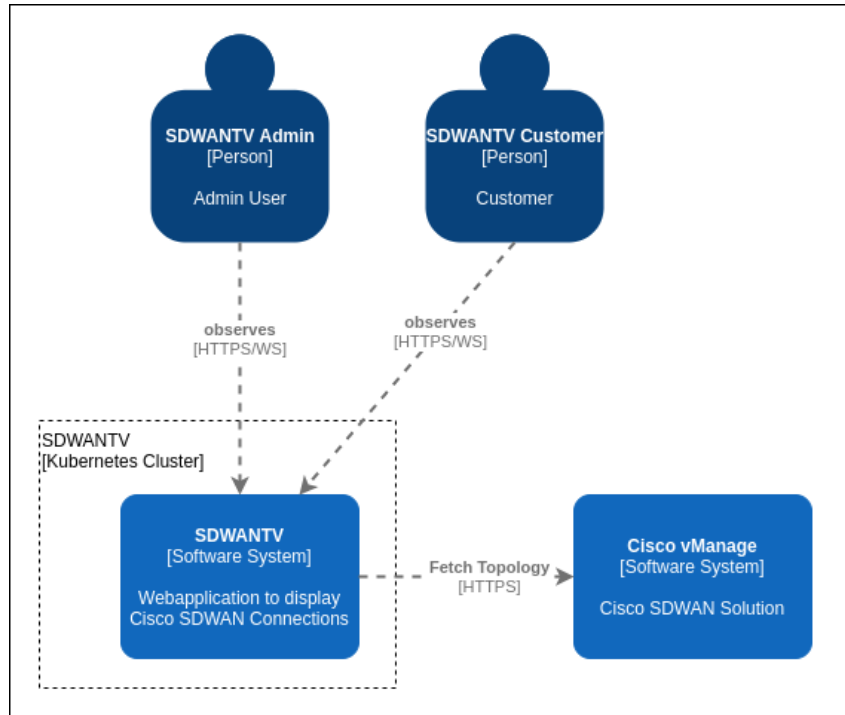 SDWANTV Admin
[Person]
Admin User
SDWANTV Customer
[Person]
Customer
observes
[HTTPS/WS]
observes
[HTTPS/WS]
SDWANTV
[Kubernetes Cluster]
SDWANTV
[Software System]
Webapplication to display
Cisco SDWAN Connections
Fetch Topology
[HTTPS]
Cisco vManage
[Software System]
Cisco SDWAN Solution